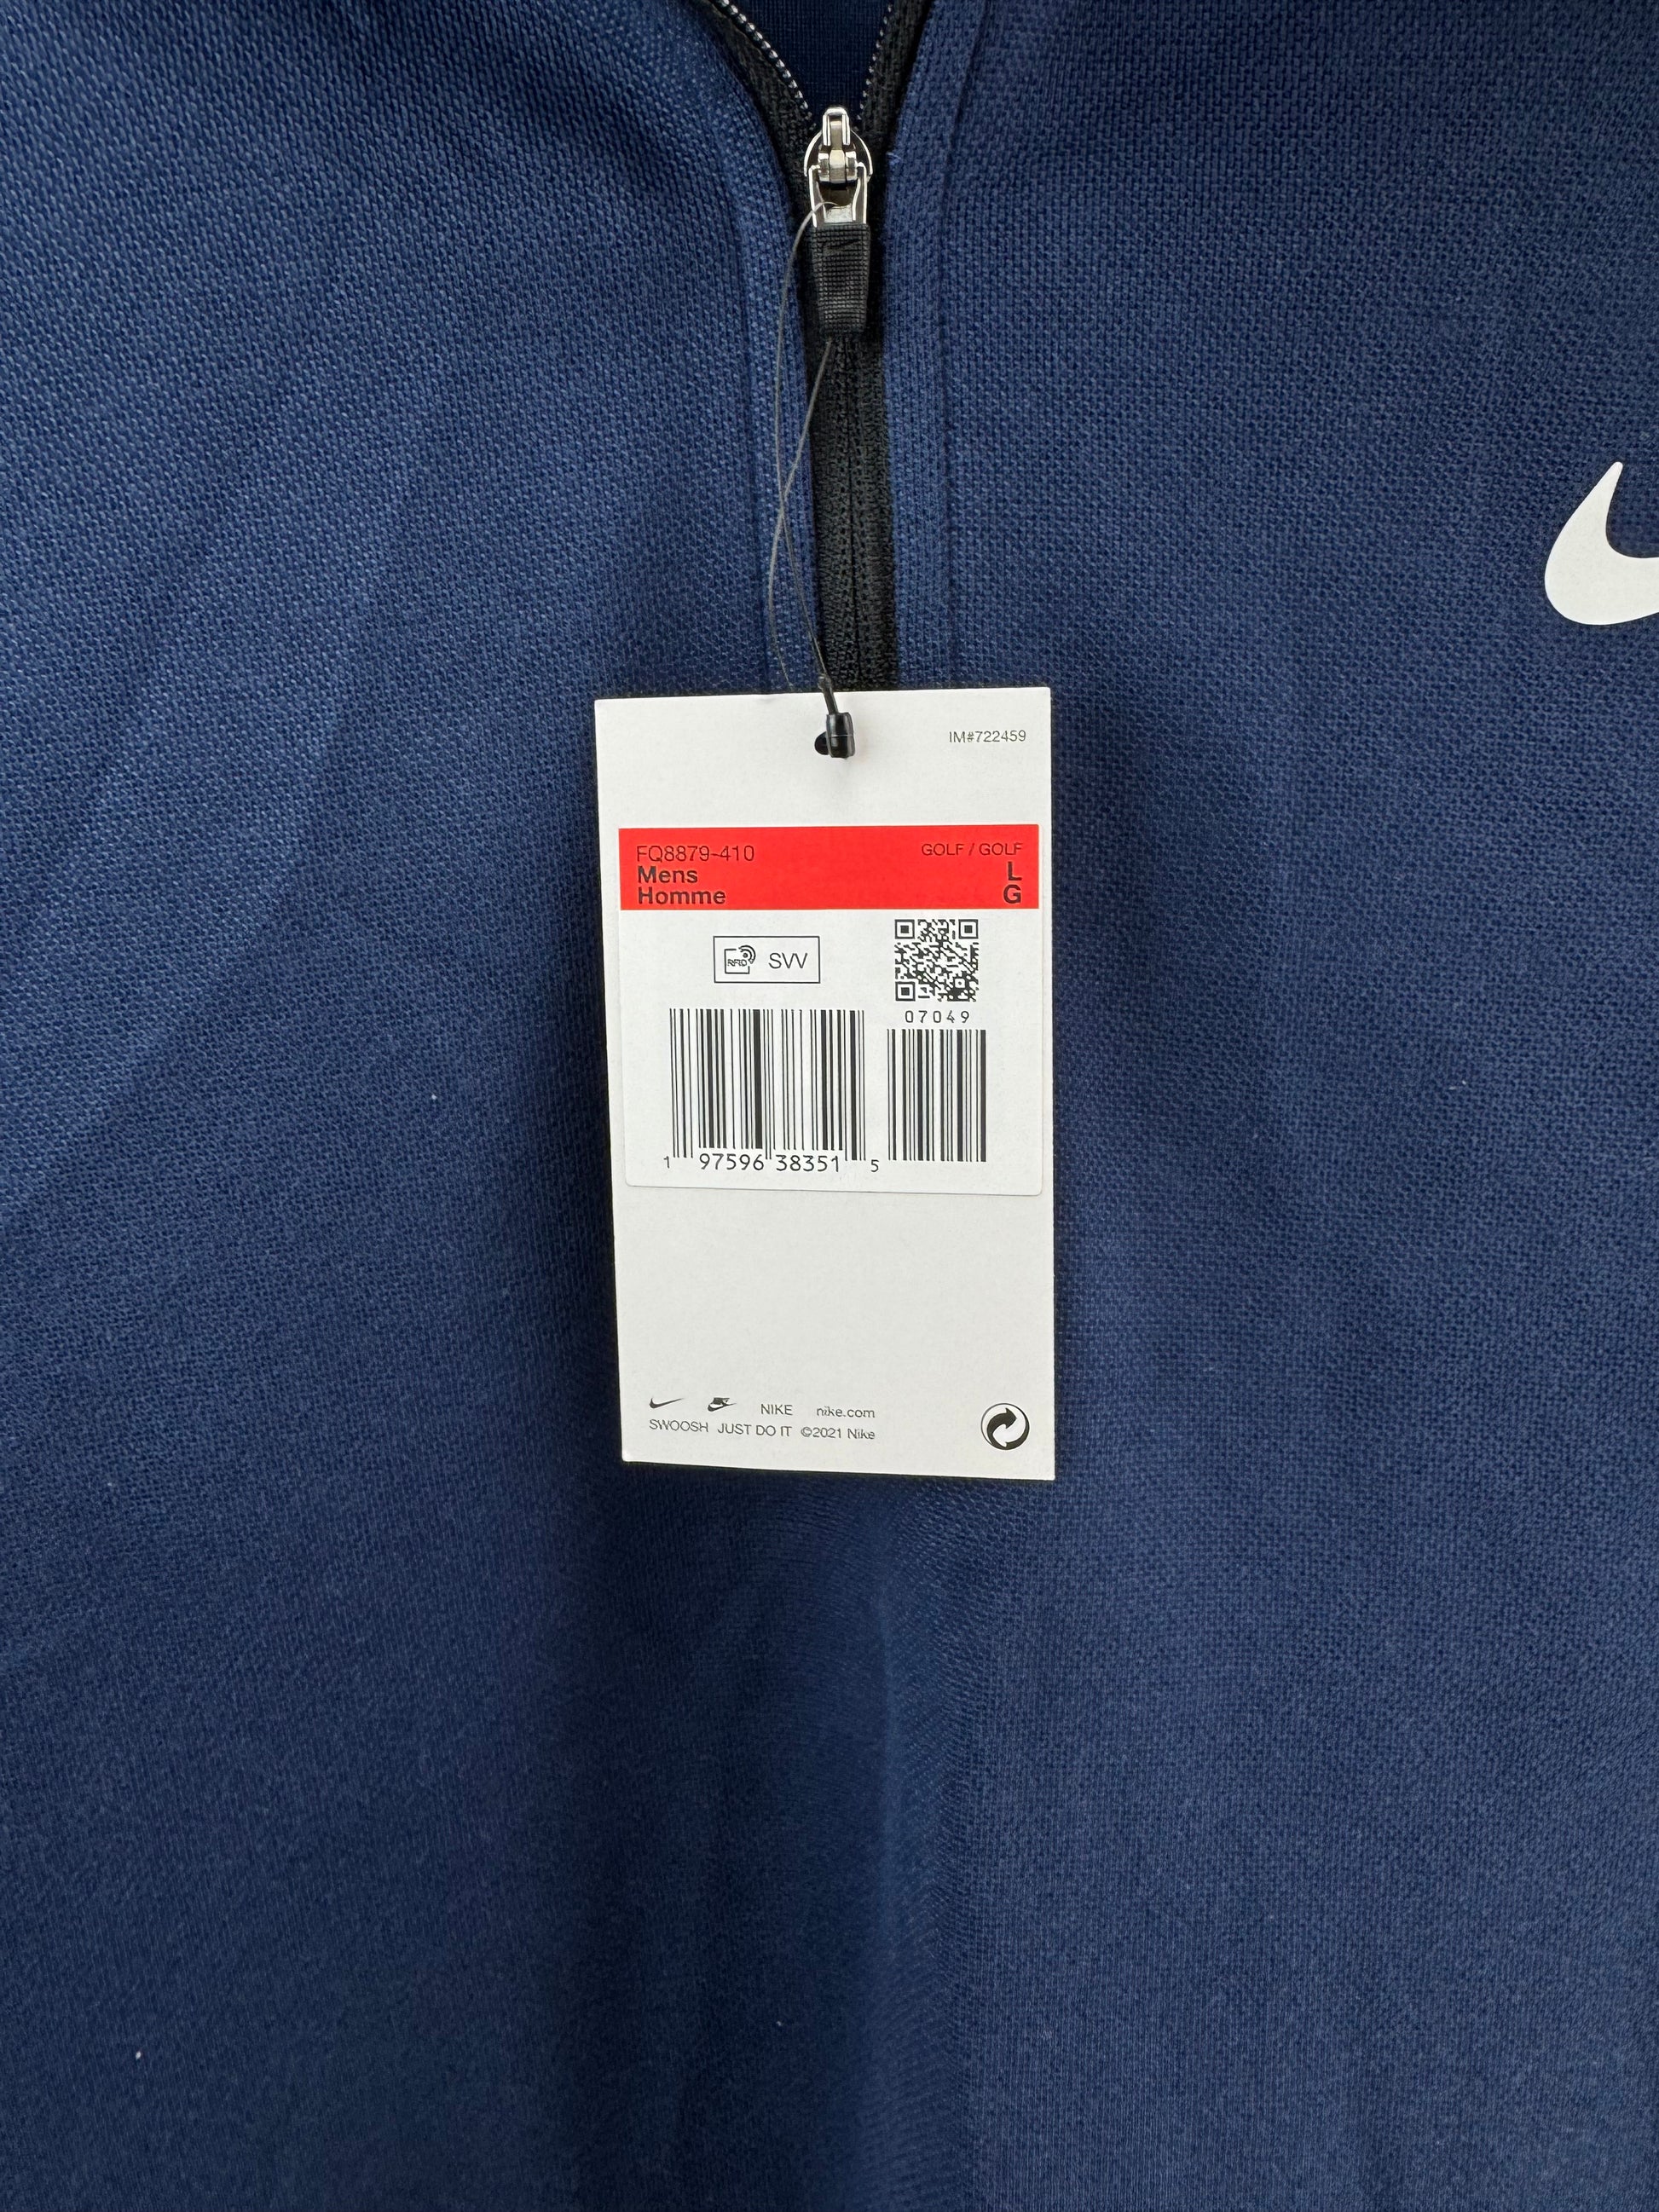 IM#722459
FQ8879-410
GOLF / GOLF
Mens
L
Homme
G
RFID SVV
07049
1 97596 38351 5
NIKE nike.com
SWOOSH JUST DO IT ©2021 Nike